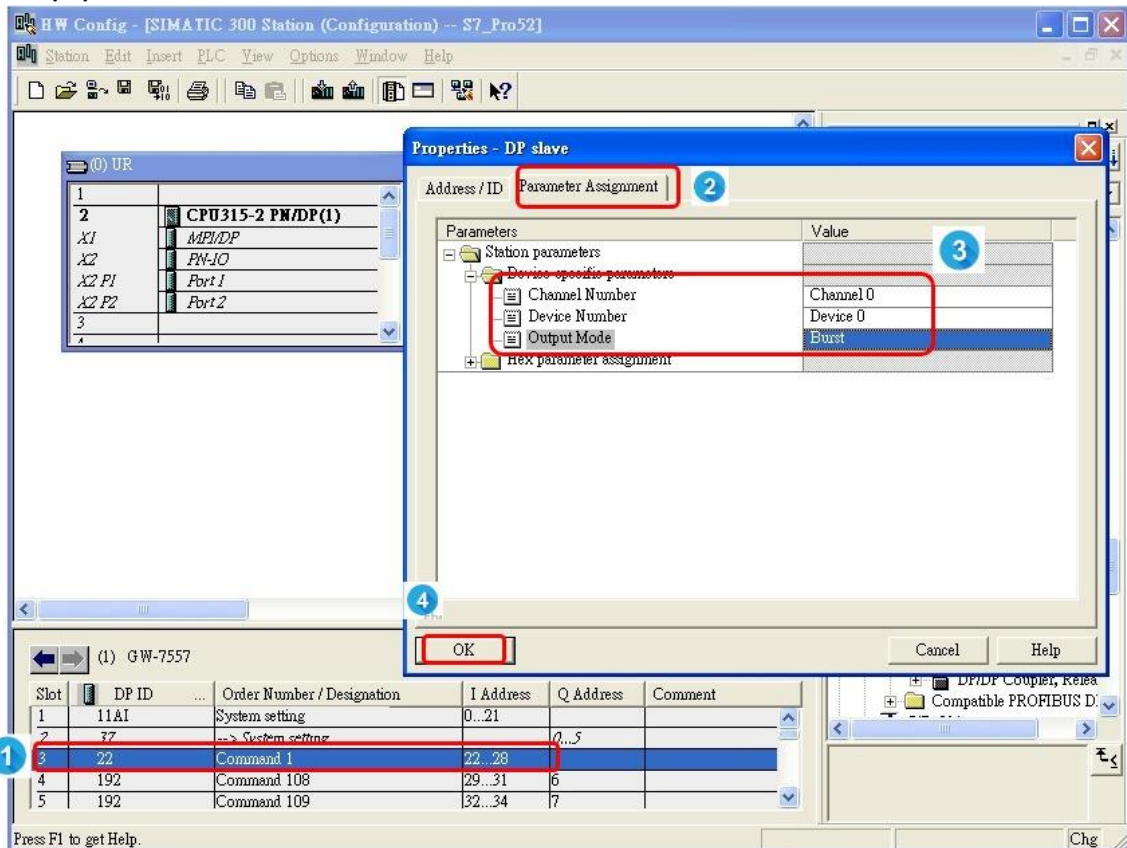 HW Config - [SIMATIC 300 Station (Configuration) -- S7_Pro52]
Station Edit Insert PLC View Options Window Help
(0) UR
1
2 CPU315-2 PN/DP(1)
X1 MPI/DP
X2 PN-IO
X2 P1 Port 1
X2 P2 Port 2
3
4
Properties - DP slave
Address / ID Parameter Assignment 2
Parameters Value
3
Station parameters
Device-specific parameters
Channel Number Channel 0
Device Number Device 0
Output Mode Burst
Hex parameter assignment
4
OK Cancel Help
(1) GW-7557
DP/DP Coupler, Relea
Compatible PROFIBUS D
Slot DP ID ... Order Number / Designation I Address Q Address Comment
1 11AI System setting 0...21
2 37 --> System setting 0...5
1
3 22 Command 1 22...28
4 192 Command 108 29...31 6
5 192 Command 109 32...34 7
Press F1 to get Help. Chg